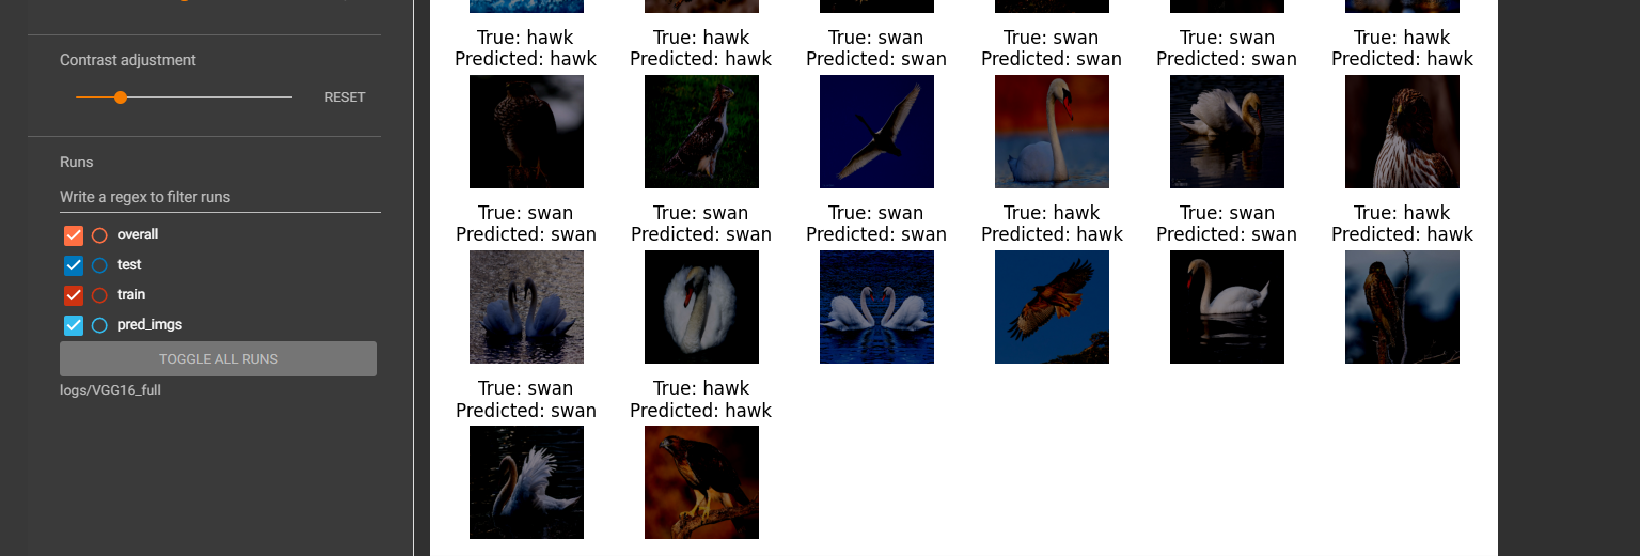 Contrast adjustment
RESET
Runs
Write a regex to filter runs
overall
test
train
pred_imgs
TOGGLE ALL RUNS
logs/VGG16_full
True: hawk
Predicted: hawk
True: hawk
Predicted: hawk
True: swan
Predicted: swan
True: swan
Predicted: swan
True: swan
Predicted: swan
True: hawk
Predicted: hawk
True: swan
Predicted: swan
True: swan
Predicted: swan
True: swan
Predicted: swan
True: hawk
Predicted: hawk
True: swan
Predicted: swan
True: hawk
Predicted: hawk
True: swan
Predicted: swan
True: hawk
Predicted: hawk